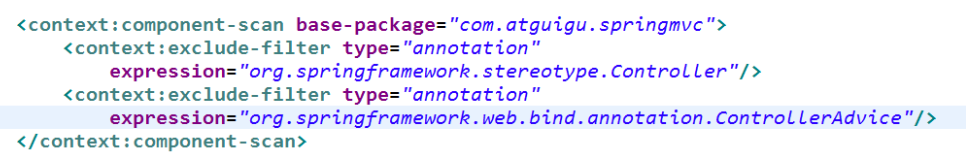 <context:component-scan base-package="com.atguigu.springmvc">
    <context:exclude-filter type="annotation"
        expression="org.springframework.stereotype.Controller"/>
    <context:exclude-filter type="annotation"
        expression="org.springframework.web.bind.annotation.ControllerAdvice"/>
</context:component-scan>